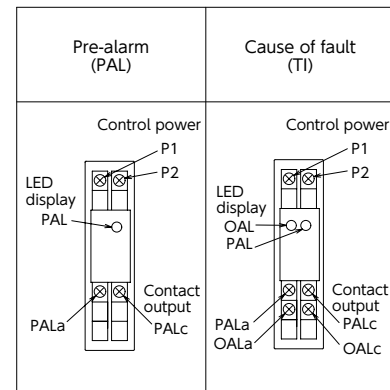 Pre-alarm
(PAL)
Cause of fault
(TI)
Control power
P1
P2
LED
display
PAL
PALa
Contact
output
PALc
Control power
P1
P2
LED
display
OAL
PAL
PALa
OALa
Contact
output
PALc
OALc